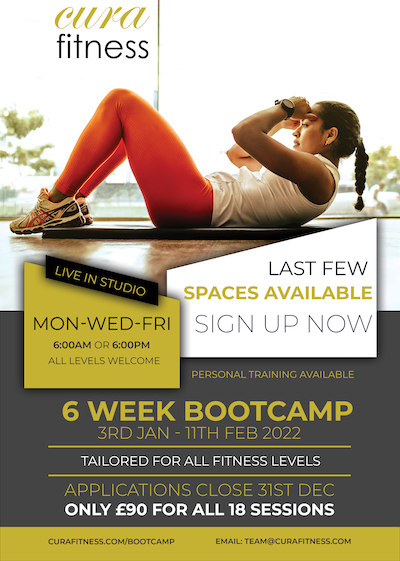 cura
fitness
LIVE IN STUDIO
MON-WED-FRI
6:00AM OR 6:00PM
ALL LEVELS WELCOME
LAST FEW
SPACES AVAILABLE
SIGN UP NOW
PERSONAL TRAINING AVAILABLE
6 WEEK BOOTCAMP
3RD JAN - 11TH FEB 2022
TAILORED FOR ALL FITNESS LEVELS
APPLICATIONS CLOSE 31ST DEC
ONLY £90 FOR ALL 18 SESSIONS
CURAFITNESS.COM/BOOTCAMP
EMAIL: TEAM@CURAFITNESS.COM